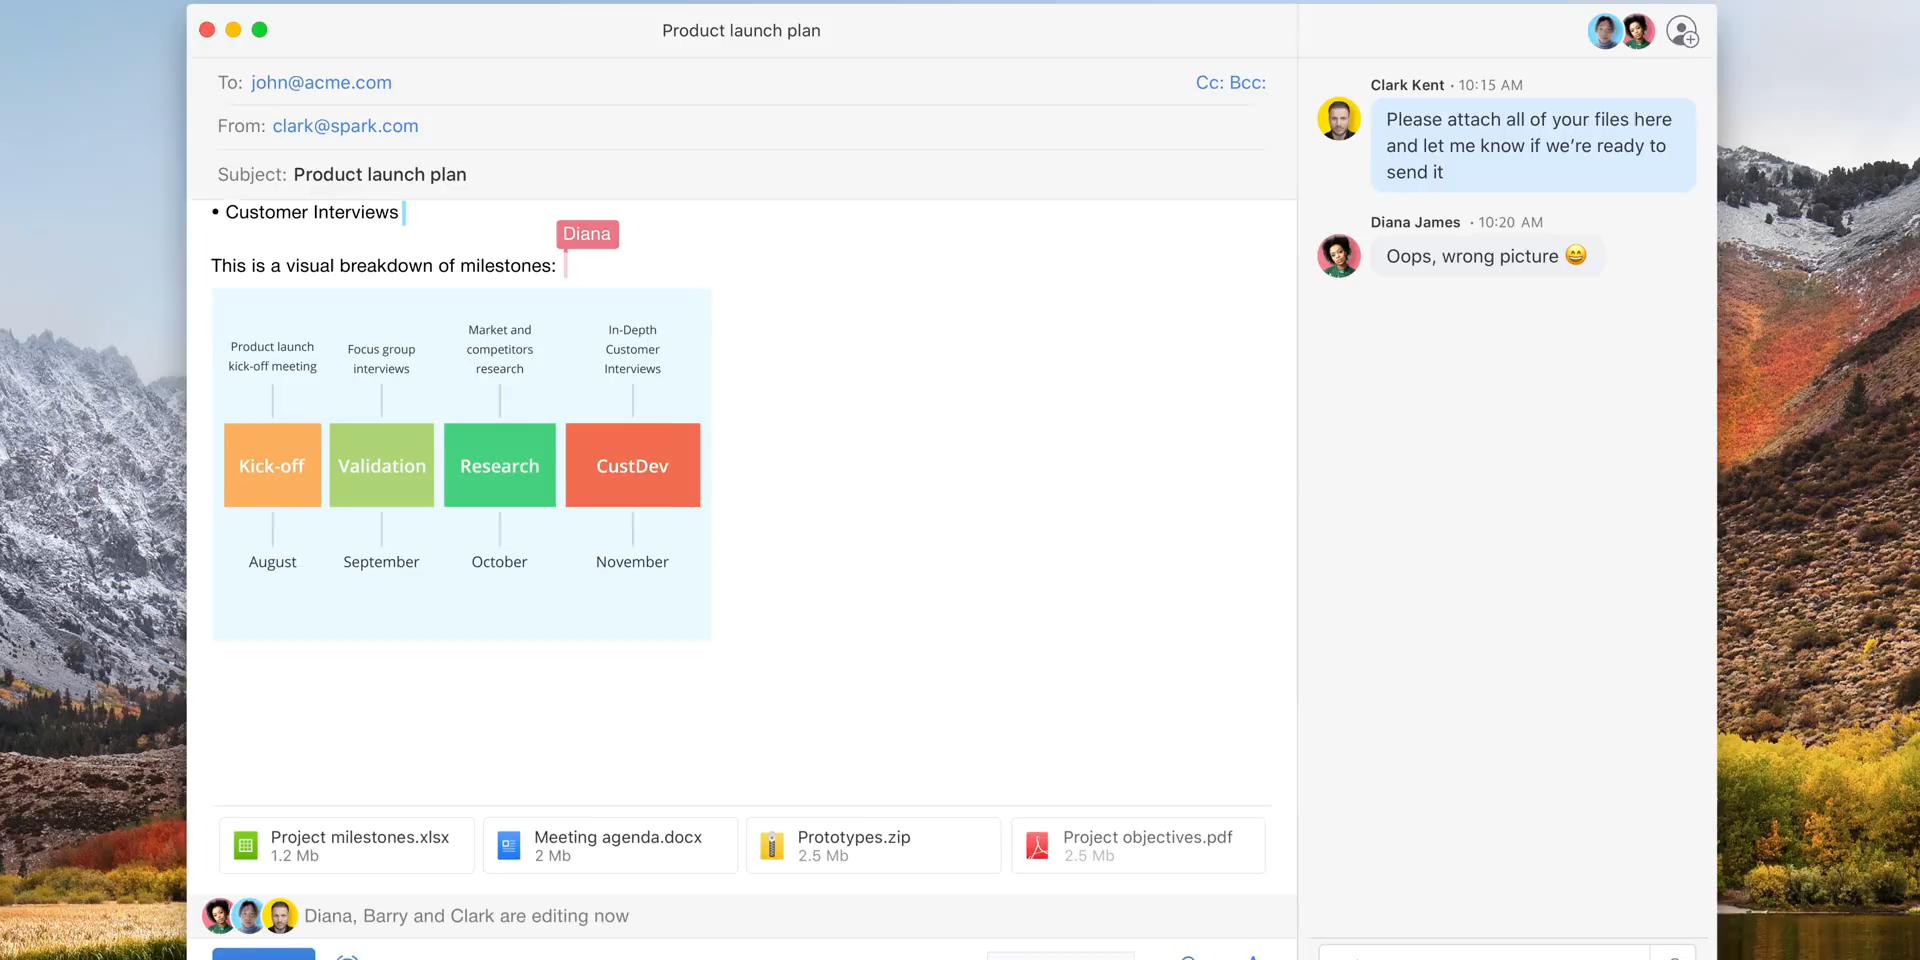 Product launch plan
To: john@acme.com
Cc: Bcc:
From: clark@spark.com
Subject: Product launch plan
• Customer Interviews
Diana
This is a visual breakdown of milestones:
Product launch
kick-off meeting
Focus group
interviews
Market and
competitors
research
In-Depth
Customer
Interviews
Kick-off
Validation
Research
CustDev
August
September
October
November
Project milestones.xlsx
1.2 Mb
Meeting agenda.docx
2 Mb
Prototypes.zip
2.5 Mb
Project objectives.pdf
2.5 Mb
Diana, Barry and Clark are editing now
Clark Kent · 10:15 AM
Please attach all of your files here
and let me know if we’re ready to
send it
Diana James · 10:20 AM
Oops, wrong picture 😄